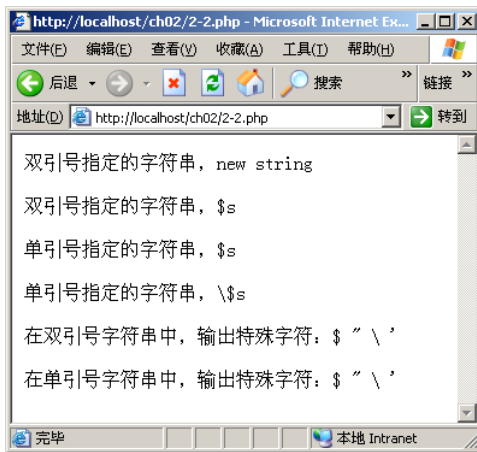 http://localhost/ch02/2-2.php - Microsoft Internet Ex...
文件(F) 编辑(E) 查看(V) 收藏(A) 工具(T) 帮助(H)
后退 搜索 » 链接 »
地址(D) http://localhost/ch02/2-2.php 转到
双引号指定的字符串，new string
双引号指定的字符串，$s
单引号指定的字符串，$s
单引号指定的字符串，\$s
在双引号字符串中，输出特殊字符：$ " \ '
在单引号字符串中，输出特殊字符：$ " \ '
完毕 本地 Intranet